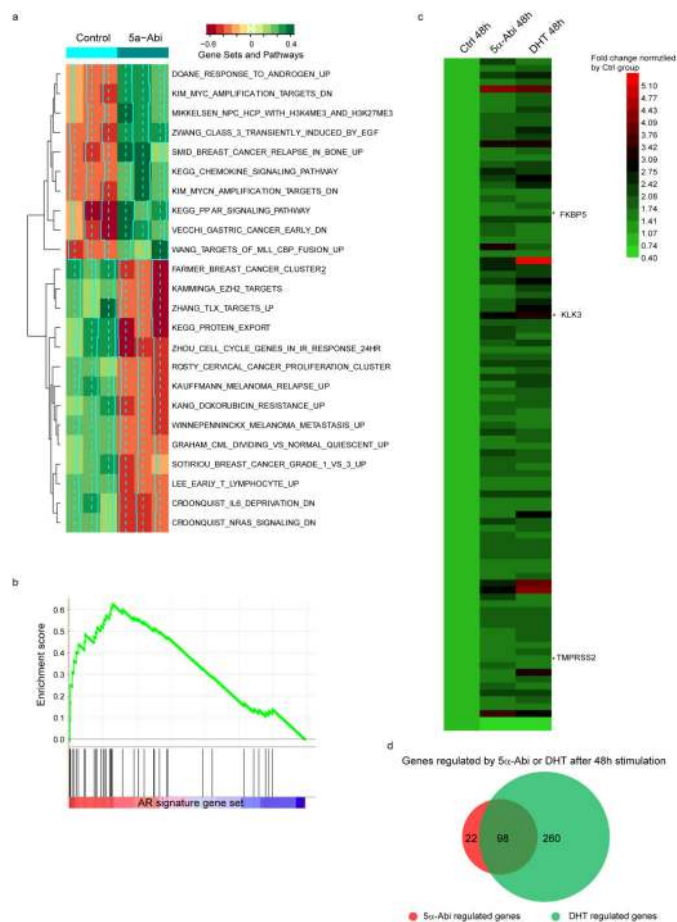 a
Control
5a-Abi
-0.8
0
0.4
Gene Sets and Pathways
DOANE_RESPONSE_TO_ANDROGEN_UP
KIM_MYC_AMPLIFICATION_TARGETS_DN
MIKKELSEN_NPC_HCP_WITH_H3K4ME3_AND_H3K27ME3
ZWANG_CLASS_3_TRANSIENTLY_INDUCED_BY_EGF
SMID_BREAST_CANCER_RELAPSE_IN_BONE_UP
KEGG_CHEMOKINE_SIGNALING_PATHWAY
KIM_MYCN_AMPLIFICATION_TARGETS_DN
KEGG_PPAR_SIGNALING_PATHWAY
VECCHI_GASTRIC_CANCER_EARLY_DN
WANG_TARGETS_OF_MLL_CBP_FUSION_UP
FARMER_BREAST_CANCER_CLUSTER2
KAMMINGA_EZH2_TARGETS
ZHANG_TLX_TARGETS_UP
KEGG_PROTEIN_EXPORT
ZHOU_CELL_CYCLE_GENES_IN_IR_RESPONSE_24HR
ROSTY_CERVICAL_CANCER_PROLIFERATION_CLUSTER
KAUFFMANN_MELANOMA_RELAPSE_UP
KANG_DOXORUBICIN_RESISTANCE_UP
WINNEPENNINCKX_MELANOMA_METASTASIS_UP
GRAHAM_CML_DIVIDING_VS_NORMAL_QUIESCENT_UP
SOTIRIOU_BREAST_CANCER_GRADE_1_VS_3_UP
LEE_EARLY_T_LYMPHOCYTE_UP
CROONQUIST_IL6_DEPRIVATION_DN
CROONQUIST_NRAS_SIGNALING_DN
b
Enrichment score
0.6
0.5
0.4
0.3
0.2
0.1
0.0
AR signature gene set
c
Ctrl 48h
5α-Abi 48h
DHT 48h
Fold change normzlied
by Ctrl group
5.10
4.77
4.43
4.09
3.76
3.42
3.09
2.75
2.42
2.08
1.74
1.41
1.07
0.74
0.40
FKBP5
KLK3
TMPRSS2
d
Genes regulated by 5α-Abi or DHT after 48h stimulation
22
98
260
5α-Abi regulated genes
DHT regulated genes